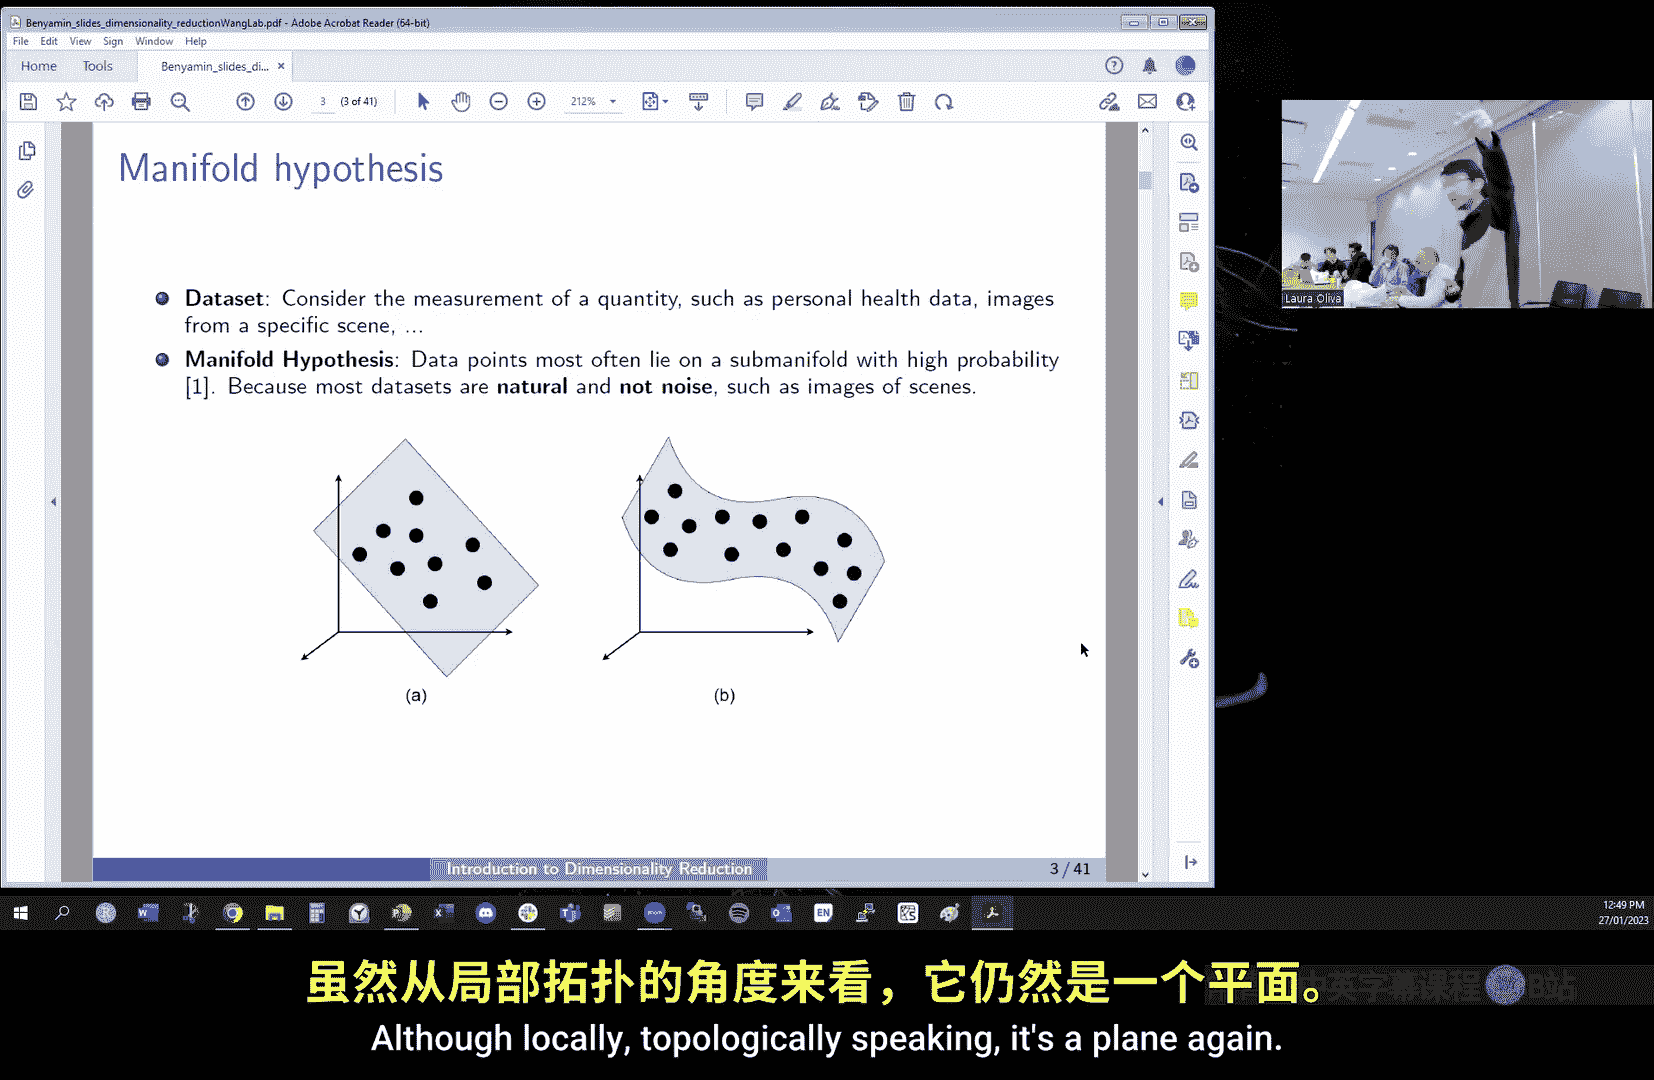 Benyamin_slides_dimensionality_reductionWangLab.pdf - Adobe Acrobat Reader (64-bit)
File Edit View Sign Window Help
Home Tools Benyamin_slides_di... ×
3 (3 of 41) 212%
Manifold hypothesis
Dataset: Consider the measurement of a quantity, such as personal health data, images
from a specific scene, ...
Manifold Hypothesis: Data points most often lie on a submanifold with high probability
[1]. Because most datasets are natural and not noise, such as images of scenes.
(a) (b)
Introduction to Dimensionality Reduction 3 / 41
Laura Oliva
EN
12:49 PM
27/01/2023
虽然从局部拓扑的角度来看，它仍然是一个平面。
Although locally, topologically speaking, it's a plane again.